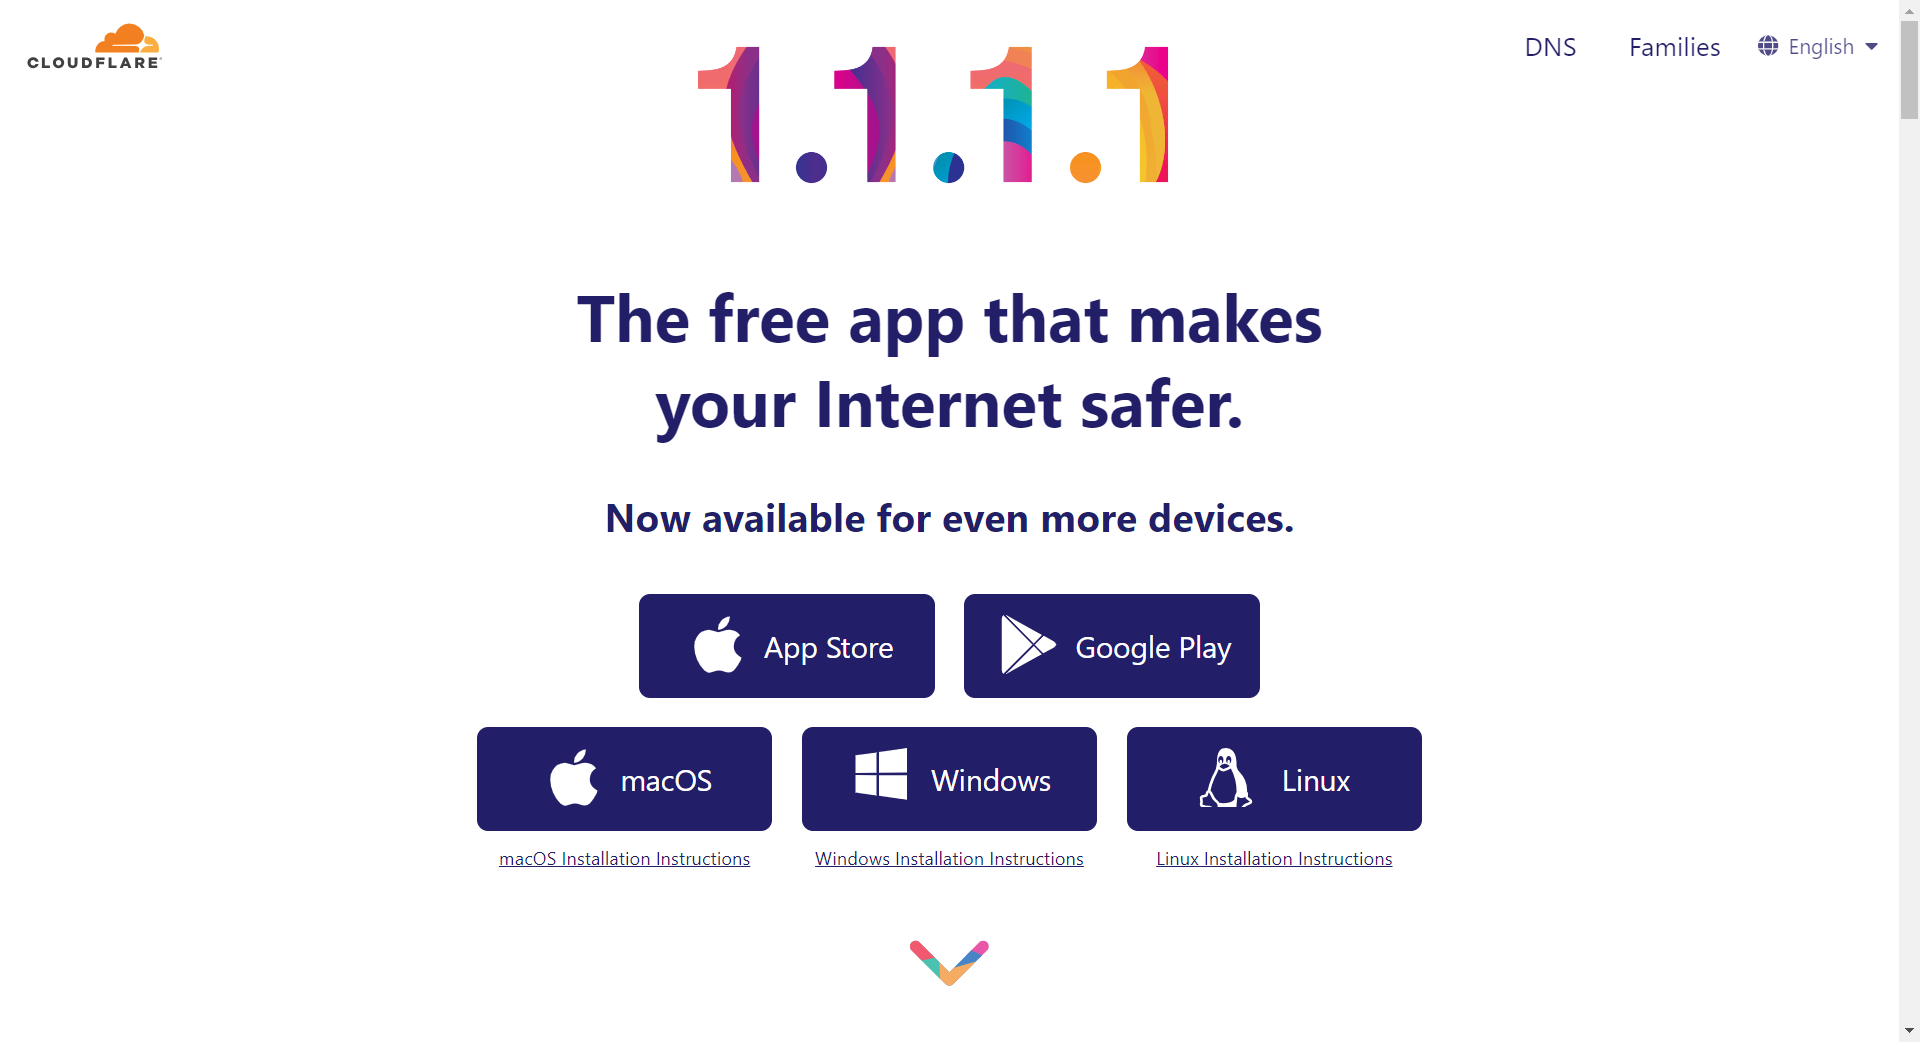 CLOUDFLARE
1.1.1.1
DNS
Families
English
The free app that makes
your Internet safer.
Now available for even more devices.
App Store
Google Play
macOS
Windows
Linux
macOS Installation Instructions
Windows Installation Instructions
Linux Installation Instructions